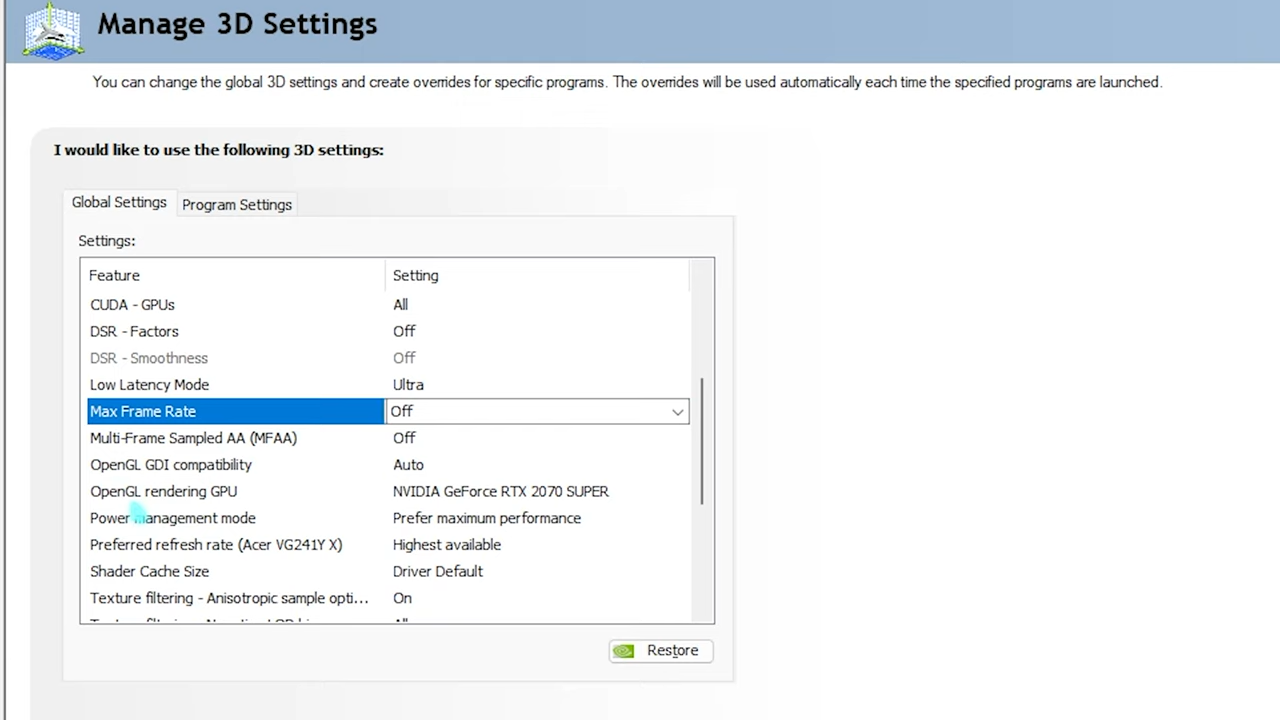 Manage 3D Settings
You can change the global 3D settings and create overrides for specific programs. The overrides will be used automatically each time the specified programs are launched.
I would like to use the following 3D settings:
Global Settings Program Settings
Settings:
Feature Setting
CUDA - GPUs All
DSR - Factors Off
DSR - Smoothness Off
Low Latency Mode Ultra
Max Frame Rate Off
Multi-Frame Sampled AA (MFAA) Off
OpenGL GDI compatibility Auto
OpenGL rendering GPU NVIDIA GeForce RTX 2070 SUPER
Power management mode Prefer maximum performance
Preferred refresh rate (Acer VG241Y X) Highest available
Shader Cache Size Driver Default
Texture filtering - Anisotropic sample opti... On
Restore